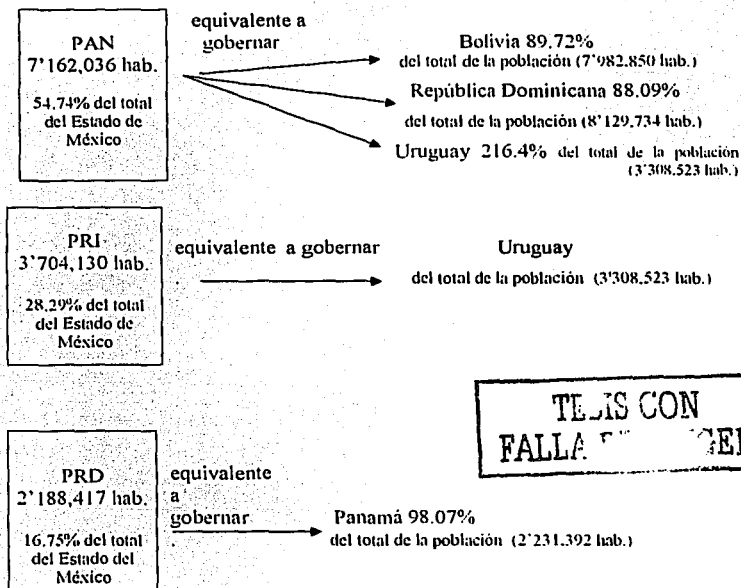 PAN
7'162,036 hab.
54.74% del total
del Estado de
México
equivalente a
gobernar
Bolivia 89.72%
del total de la población (7'982.850 hab.)
República Dominicana 88.09%
del total de la población (8'129,734 hab.)
Uruguay 216.4% del total de la población
(3'308.523 hab.)
PRI
3'704,130 hab.
28.29% del total
del Estado de
México
equivalente a gobernar
Uruguay
del total de la población (3'308.523 hab.)
TESIS CON
FALLA
PRD
2'188,417 hab.
16.75% del total
del Estado del
México
equivalente
a
gobernar
Panamá 98.07%
del total de la población (2'231.392 hab.)